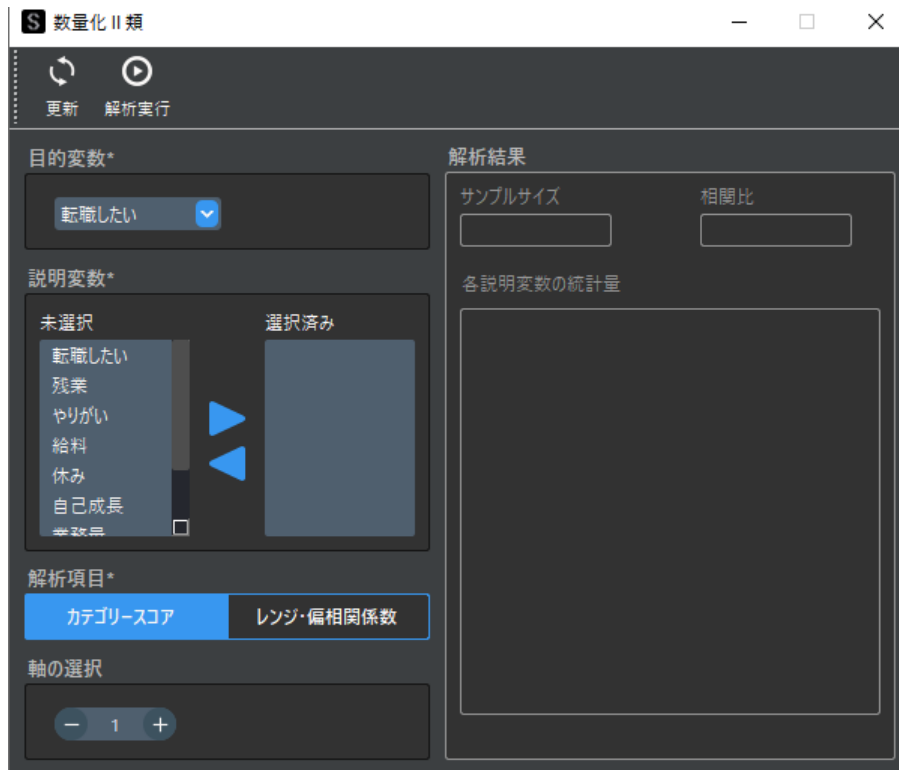 S 数量化 II 類
更新 解析実行
目的変数*
転職したい
説明変数*
未選択 選択済み
転職したい
残業
やりがい
給料
休み
自己成長
業務量
解析項目*
カテゴリースコア レンジ・偏相関係数
軸の選択
− 1 +
解析結果
サンプルサイズ 相関比
各説明変数の統計量